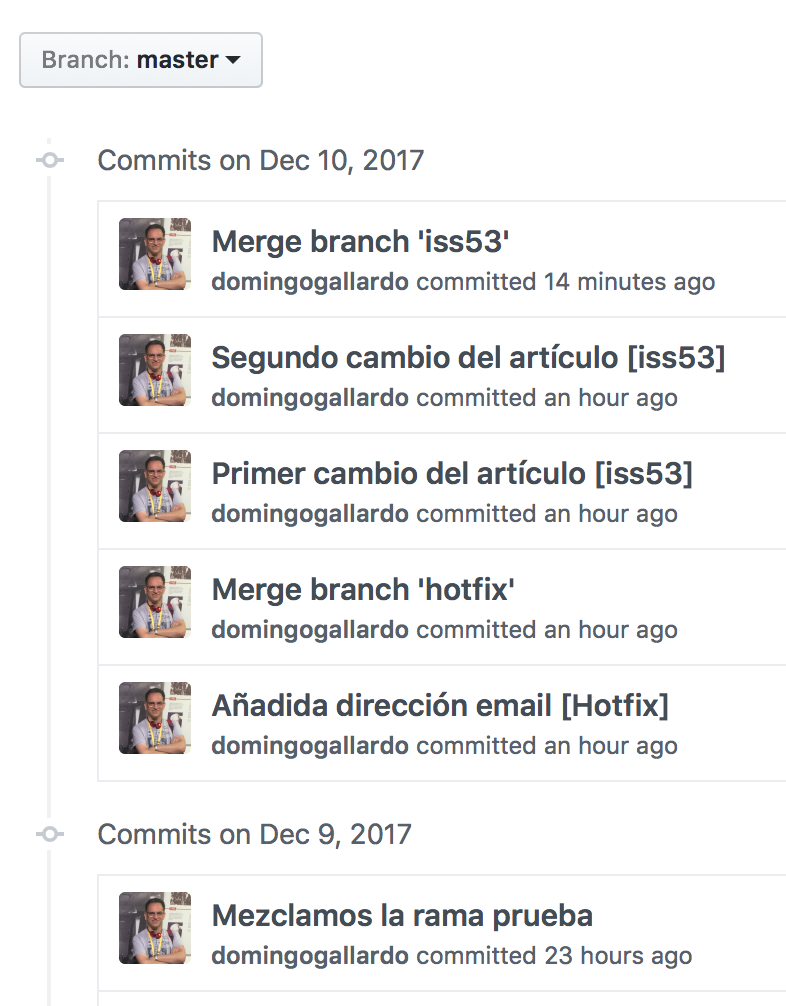 Branch: master
Commits on Dec 10, 2017
Merge branch 'iss53'
domingogallardo committed 14 minutes ago
Segundo cambio del artículo [iss53]
domingogallardo committed an hour ago
Primer cambio del artículo [iss53]
domingogallardo committed an hour ago
Merge branch 'hotfix'
domingogallardo committed an hour ago
Añadida dirección email [Hotfix]
domingogallardo committed an hour ago
Commits on Dec 9, 2017
Mezclamos la rama prueba
domingogallardo committed 23 hours ago